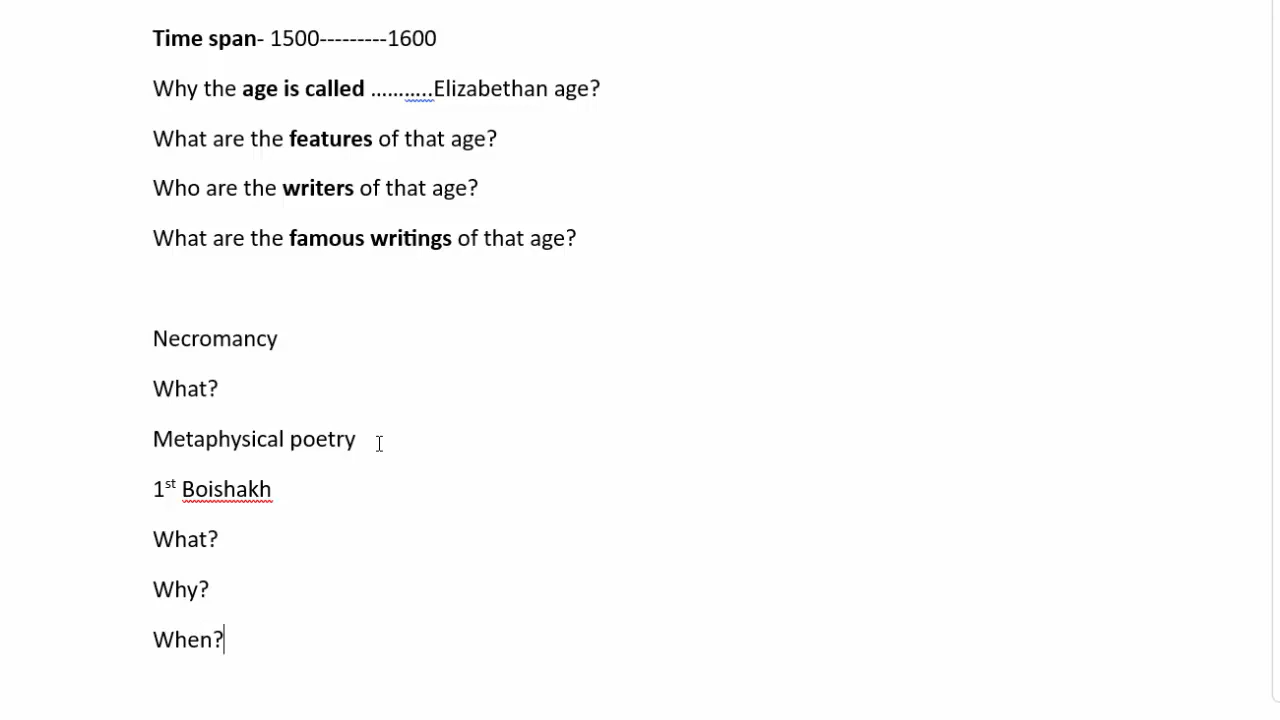 Time span- 1500---------1600
Why the age is called ………..Elizabethan age?
What are the features of that age?
Who are the writers of that age?
What are the famous writings of that age?
Necromancy
What?
Metaphysical poetry
1st Boishakh
What?
Why?
When?